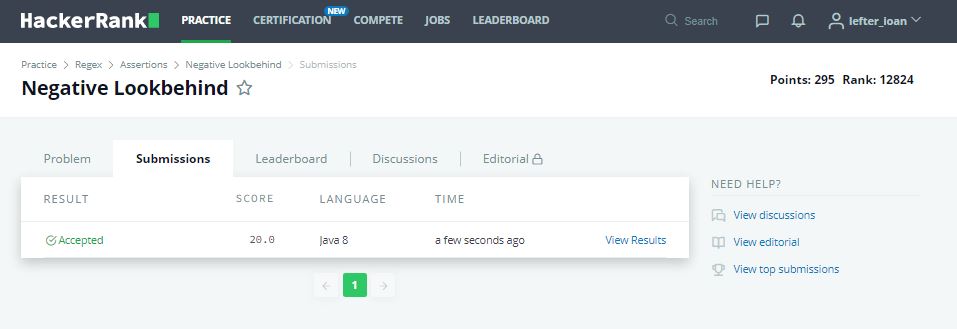 HackerRank PRACTICE CERTIFICATION NEW COMPETE JOBS LEADERBOARD Search lefter_ioan
Practice > Regex > Assertions > Negative Lookbehind > Submissions
Negative Lookbehind
Points: 295 Rank: 12824
Problem Submissions Leaderboard Discussions Editorial
RESULT SCORE LANGUAGE TIME
Accepted 20.0 Java 8 a few seconds ago View Results
1
NEED HELP?
View discussions
View editorial
View top submissions